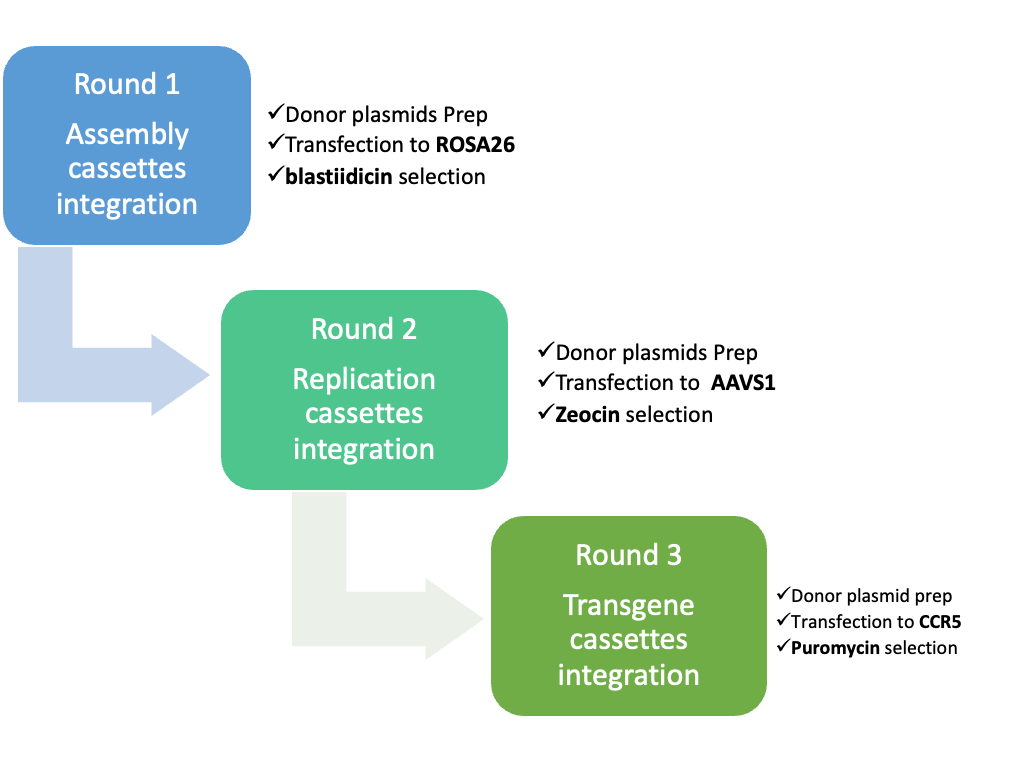 Round 1
Assembly
cassettes
integration
✓Donor plasmids Prep
✓Transfection to ROSA26
✓blastiidicin selection
Round 2
Replication
cassettes
integration
✓Donor plasmids Prep
✓Transfection to AAVS1
✓Zeocin selection
Round 3
Transgene
cassettes
integration
✓Donor plasmid prep
✓Transfection to CCR5
✓Puromycin selection